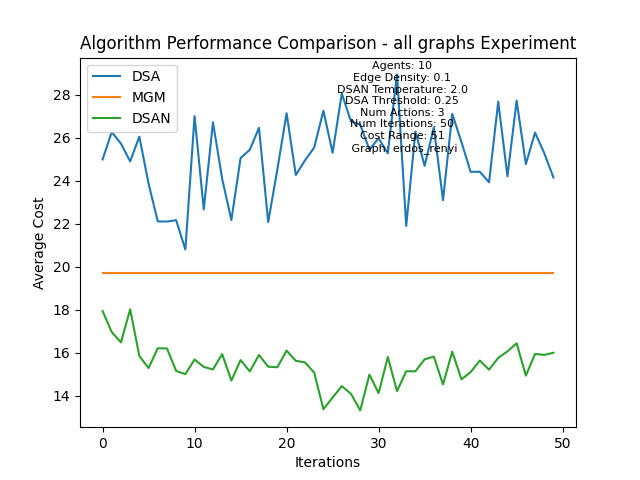 Algorithm Performance Comparison - all graphs Experiment
DSA
MGM
DSAN
Agents: 10
Edge Density: 0.1
DSAN Temperature: 2.0
DSA Threshold: 0.25
Num Actions: 3
Num Iterations: 50
Cost Range: 51
Graph: erdos_renyi
Average Cost
28
26
24
22
20
18
16
14
0 10 20 30 40 50
Iterations